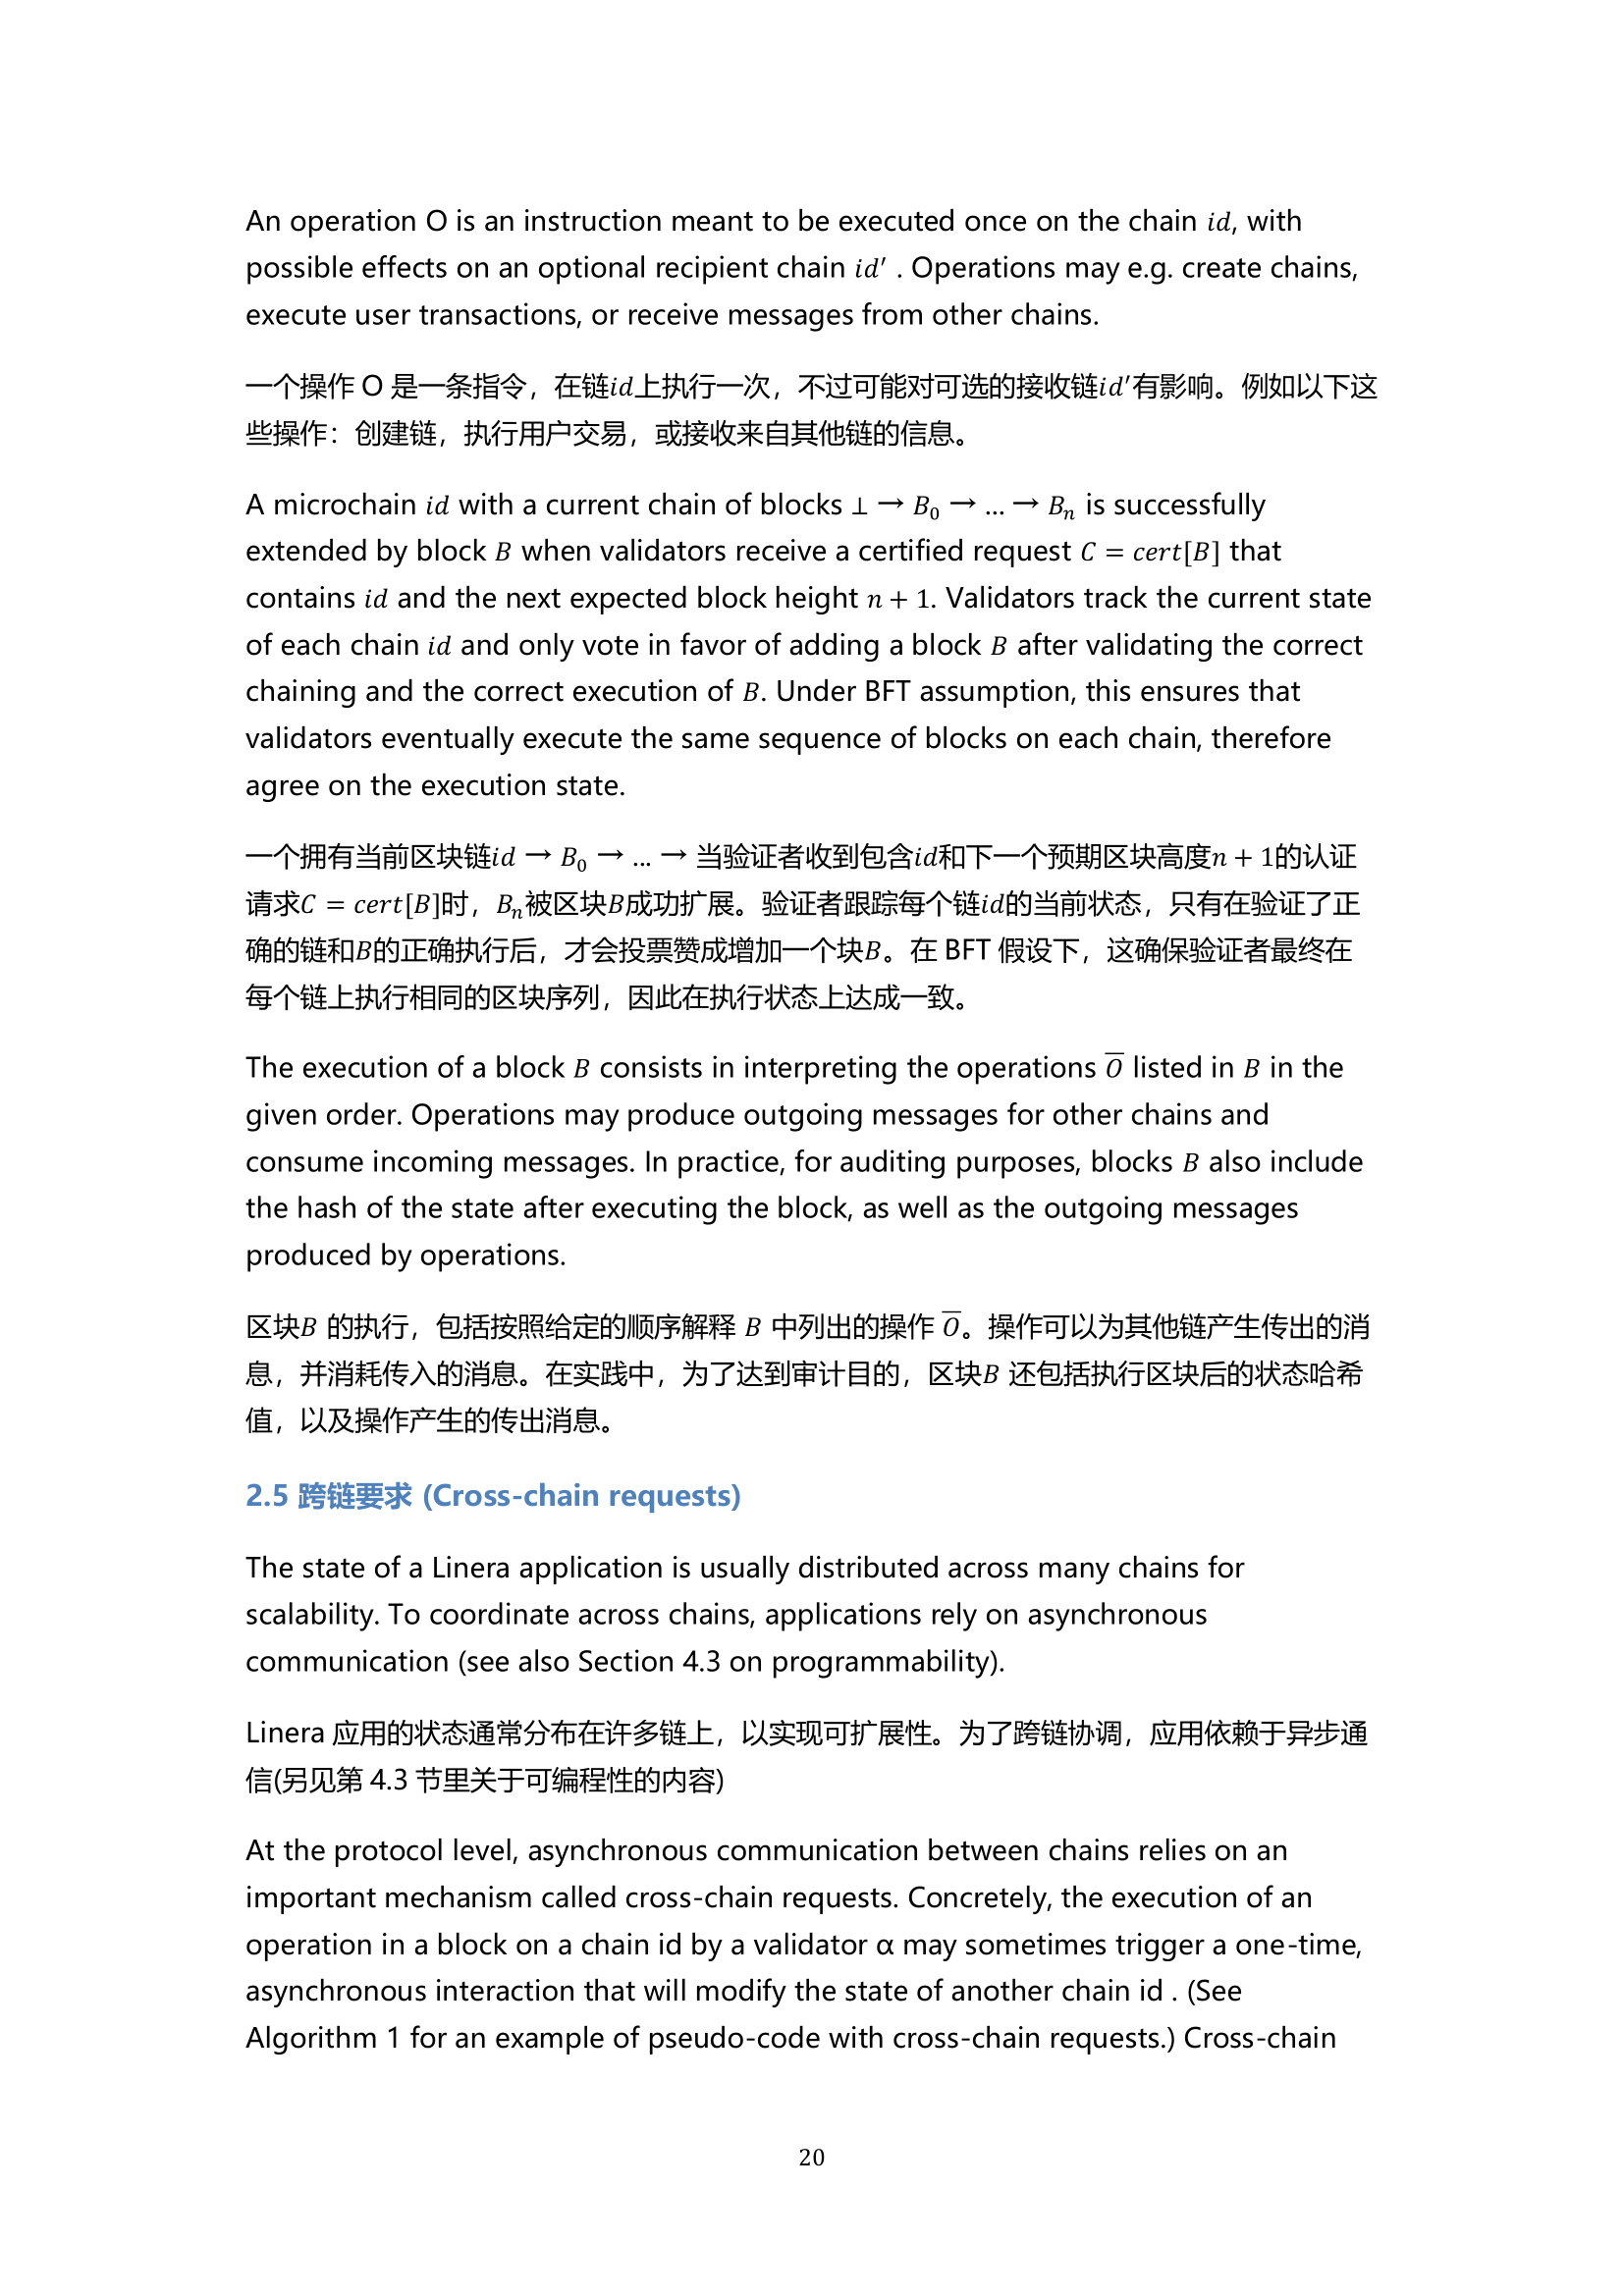 An operation O is an instruction meant to be executed once on the chain id, with
possible effects on an optional recipient chain id′ . Operations may e.g. create chains,
execute user transactions, or receive messages from other chains.
一个操作 O 是一条指令，在链id上执行一次，不过可能对可选的接收链id′有影响。例如以下这
些操作：创建链，执行用户交易，或接收来自其他链的信息。
A microchain id with a current chain of blocks ⊥ → B₀ → … → Bₙ is successfully
extended by block B when validators receive a certified request C = cert[B] that
contains id and the next expected block height n + 1. Validators track the current state
of each chain id and only vote in favor of adding a block B after validating the correct
chaining and the correct execution of B. Under BFT assumption, this ensures that
validators eventually execute the same sequence of blocks on each chain, therefore
agree on the execution state.
一个拥有当前区块链id → B₀ → … → 当验证者收到包含id和下一个预期区块高度n + 1的认证
请求C = cert[B]时，Bₙ被区块B成功扩展。验证者跟踪每个链id的当前状态，只有在验证了正
确的链和B的正确执行后，才会投票赞成增加一个块B。在 BFT 假设下，这确保验证者最终在
每个链上执行相同的区块序列，因此在执行状态上达成一致。
The execution of a block B consists in interpreting the operations O̅ listed in B in the
given order. Operations may produce outgoing messages for other chains and
consume incoming messages. In practice, for auditing purposes, blocks B also include
the hash of the state after executing the block, as well as the outgoing messages
produced by operations.
区块B 的执行，包括按照给定的顺序解释 B 中列出的操作 O̅。操作可以为其他链产生传出的消
息，并消耗传入的消息。在实践中，为了达到审计目的，区块B 还包括执行区块后的状态哈希
值，以及操作产生的传出消息。
2.5 跨链要求 (Cross-chain requests)
The state of a Linera application is usually distributed across many chains for
scalability. To coordinate across chains, applications rely on asynchronous
communication (see also Section 4.3 on programmability).
Linera 应用的状态通常分布在许多链上，以实现可扩展性。为了跨链协调，应用依赖于异步通
信(另见第 4.3 节里关于可编程性的内容)
At the protocol level, asynchronous communication between chains relies on an
important mechanism called cross-chain requests. Concretely, the execution of an
operation in a block on a chain id by a validator α may sometimes trigger a one-time,
asynchronous interaction that will modify the state of another chain id . (See
Algorithm 1 for an example of pseudo-code with cross-chain requests.) Cross-chain
20